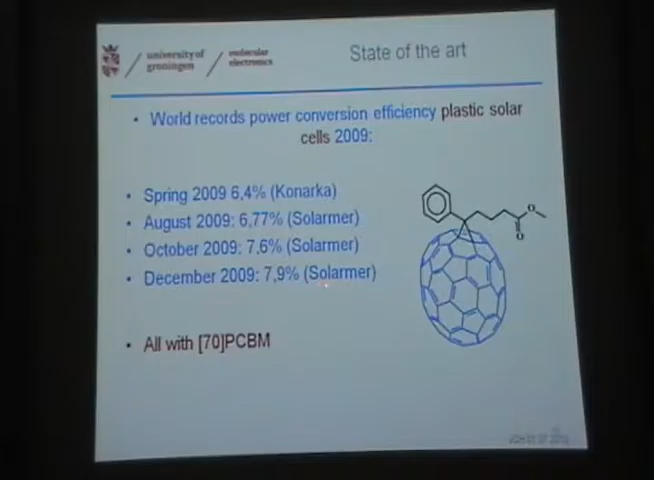 university of
groningen
molecular
electronics
State of the art
• World records power conversion efficiency plastic solar
cells 2009:
• Spring 2009 6,4% (Konarka)
• August 2009: 6,77% (Solarmer)
• October 2009: 7,6% (Solarmer)
• December 2009: 7,9% (Solarmer)
• All with [70]PCBM
O
O